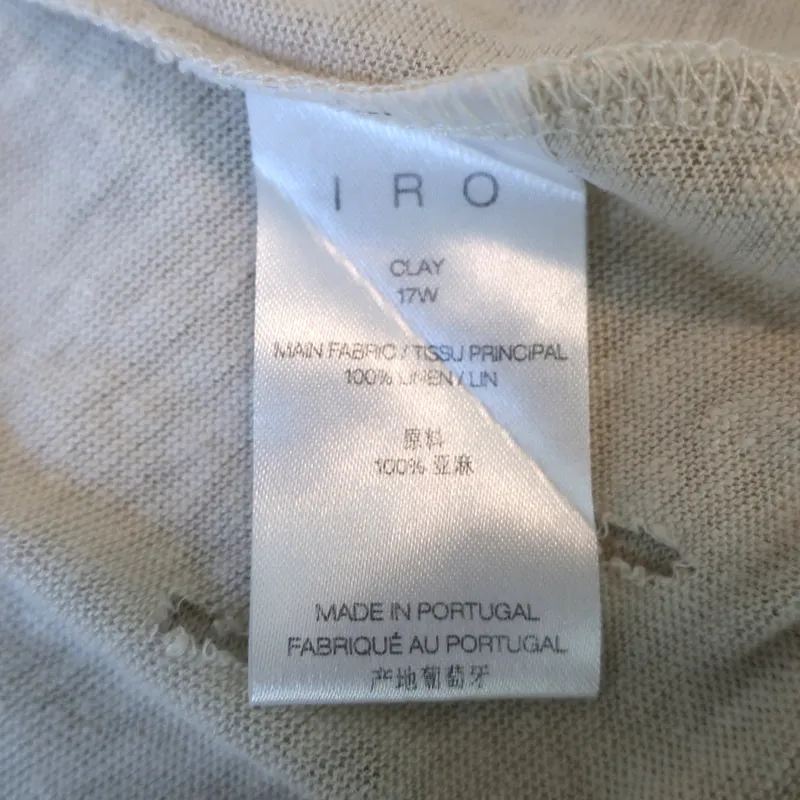 IRO
CLAY
17W
MAIN FABRIC / TISSU PRINCIPAL
100% LINEN / LIN
原料
100% 亚麻
MADE IN PORTUGAL
FABRIQUÉ AU PORTUGAL
产地葡萄牙